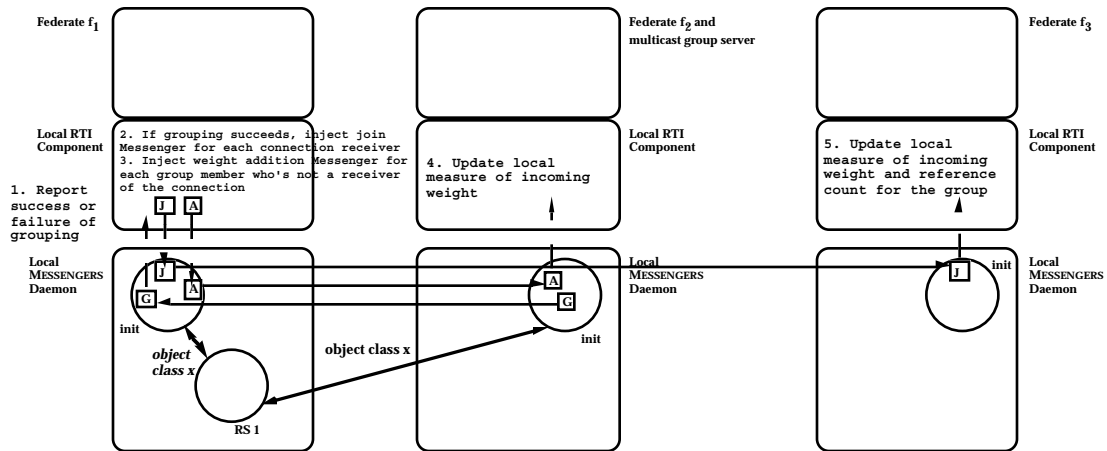 Federate f1
Federate f2 and
multicast group server
Federate f3
Local RTI
Component
2. If grouping succeeds, inject join
Messenger for each connection receiver
3. Inject weight addition Messenger for
each group member who's not a receiver
of the connection
Local RTI
Component
4. Update local
measure of incoming
weight
Local RTI
Component
5. Update local
measure of incoming
weight and reference
count for the group
1. Report
success or
failure of
grouping
J
A
Local
MESSENGERS
Daemon
J
G
A
init
object
class x
RS 1
object class x
A
G
init
Local
MESSENGERS
Daemon
J
init
Local
MESSENGERS
Daemon